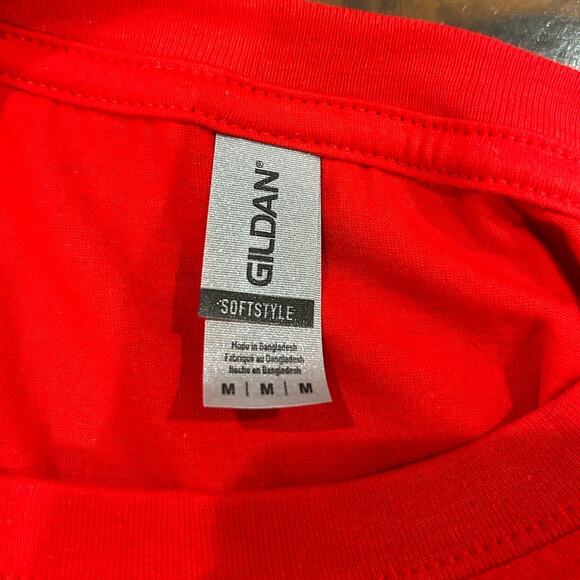 GILDAN®
SOFTSTYLE
Made in Bangladesh
Fabriqué au Bangladesh
Hecho en Bangladesh
M | M | M